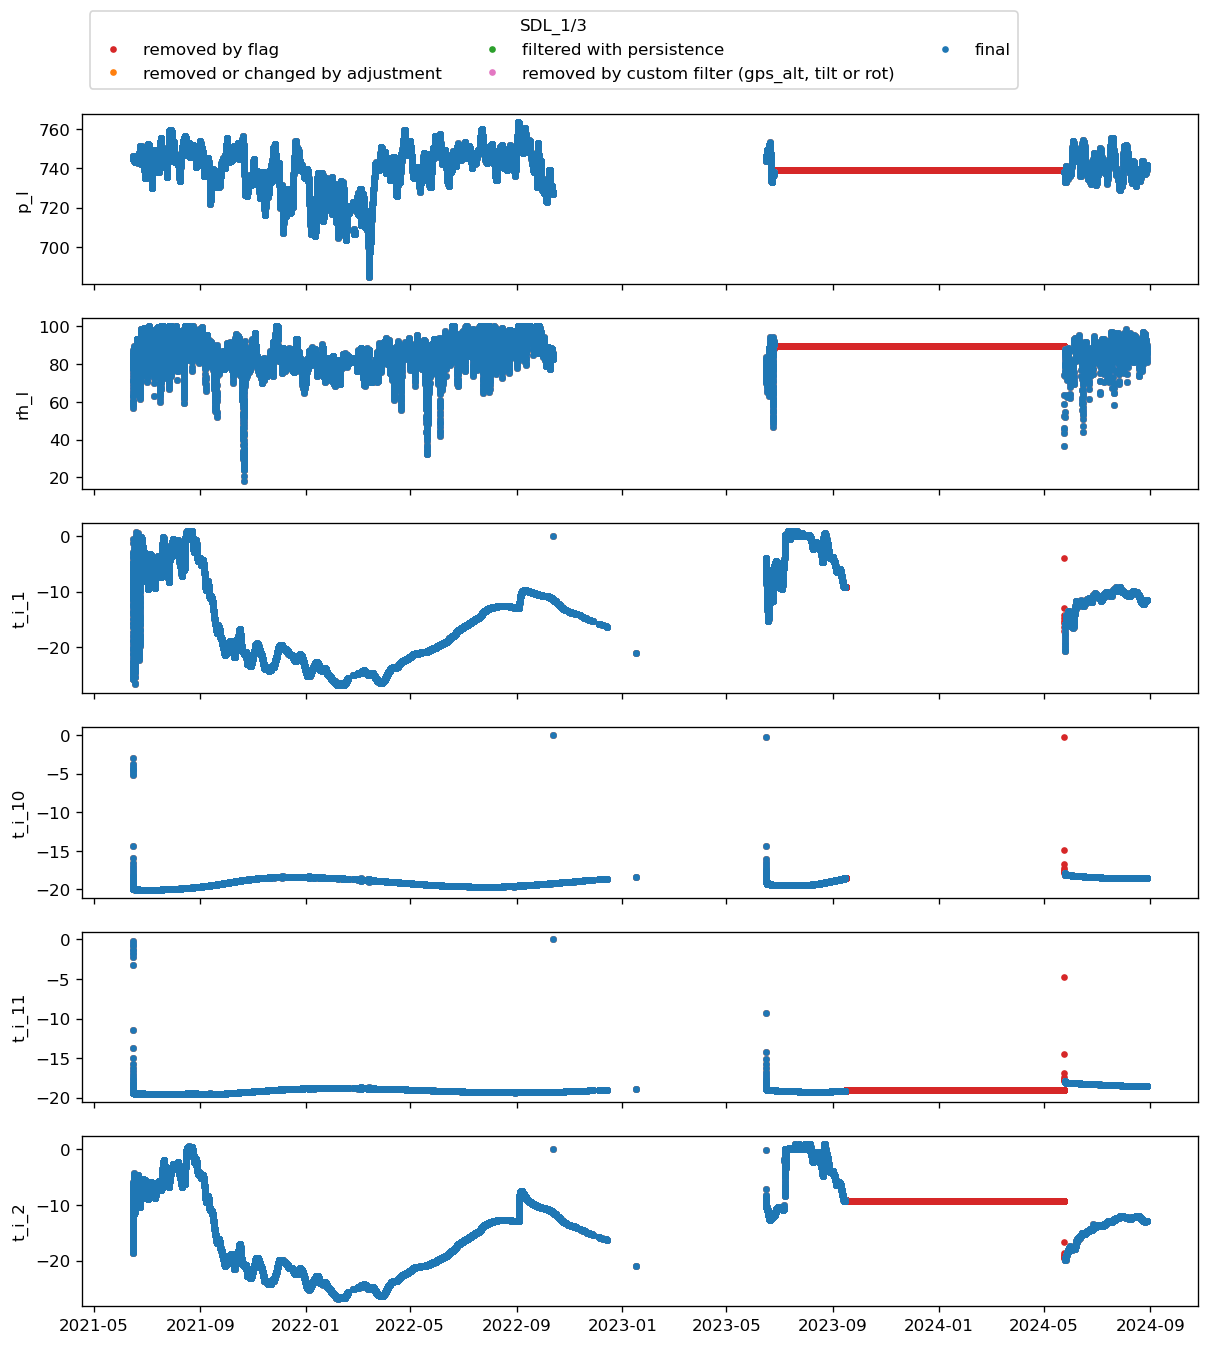 SDL_1/3
removed by flag
removed or changed by adjustment
filtered with persistence
removed by custom filter (gps_alt, tilt or rot)
final
760
740
720
700
p_l
100
80
60
40
20
rh_l
0
−10
−20
t_i_1
0
−5
−10
−15
−20
t_i_10
0
−5
−10
−15
−20
t_i_11
0
−10
−20
t_i_2
2021-05 2021-09 2022-01 2022-05 2022-09 2023-01 2023-05 2023-09 2024-01 2024-05 2024-09